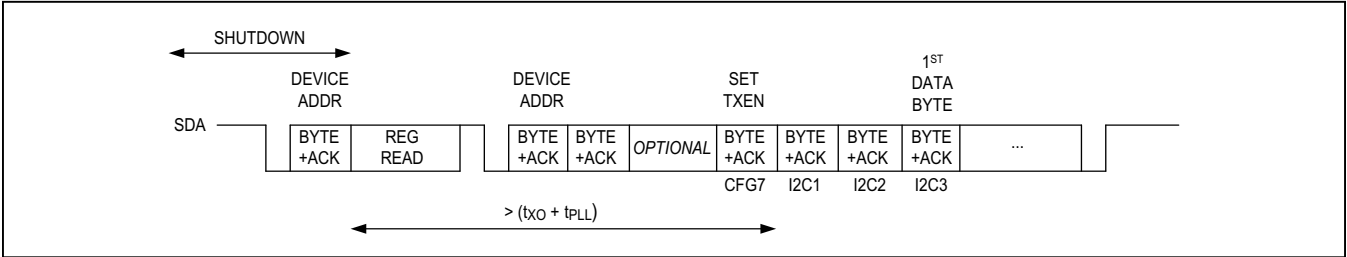 SHUTDOWN
1ST
DEVICE DEVICE SET DATA
ADDR ADDR TXEN BYTE
SDA
BYTE REG BYTE BYTE OPTIONAL BYTE BYTE BYTE BYTE ...
+ACK READ +ACK +ACK +ACK +ACK +ACK +ACK
CFG7 I2C1 I2C2 I2C3
> (tXO + tPLL)